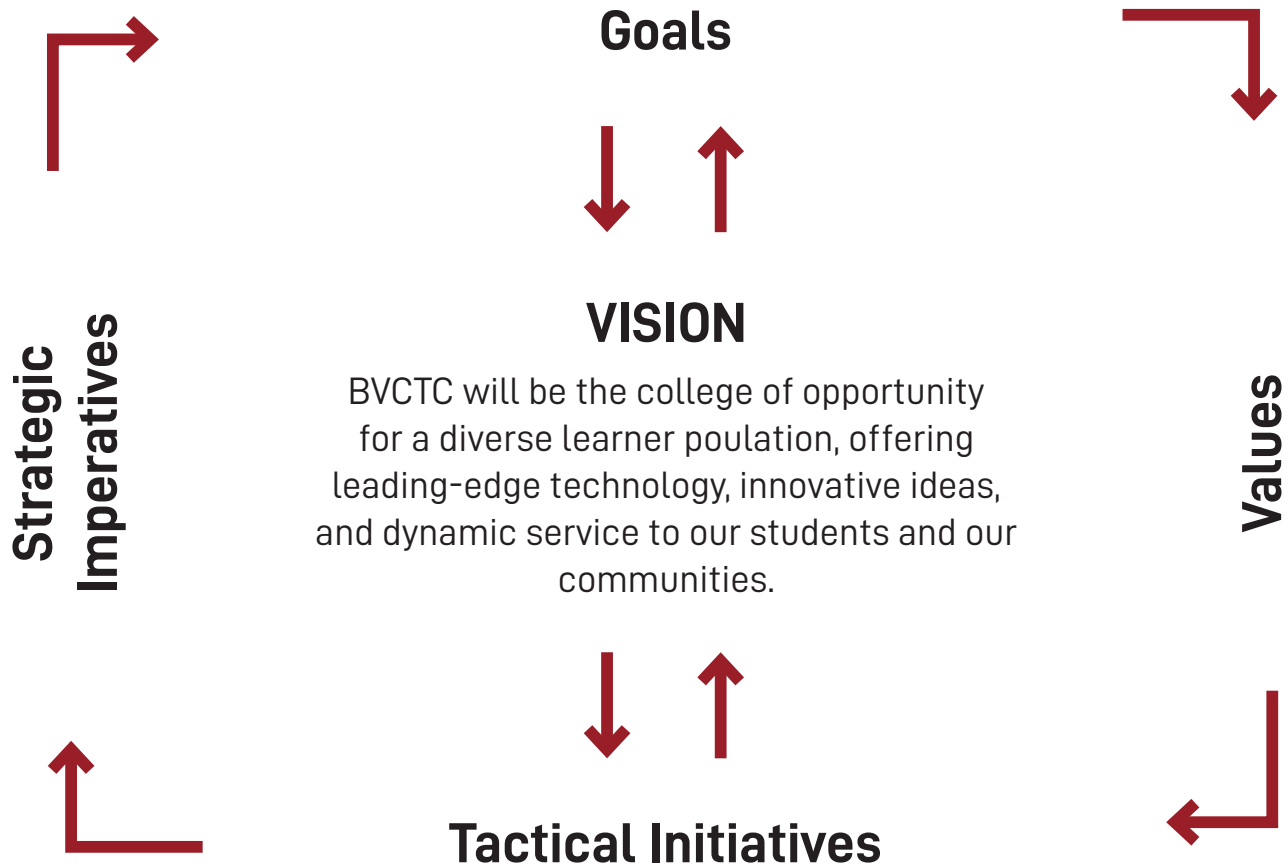 Goals
Strategic
Imperatives
VISION
BVCTC will be the college of opportunity
for a diverse learner poulation, offering
leading-edge technology, innovative ideas,
and dynamic service to our students and our
communities.
Values
Tactical Initiatives